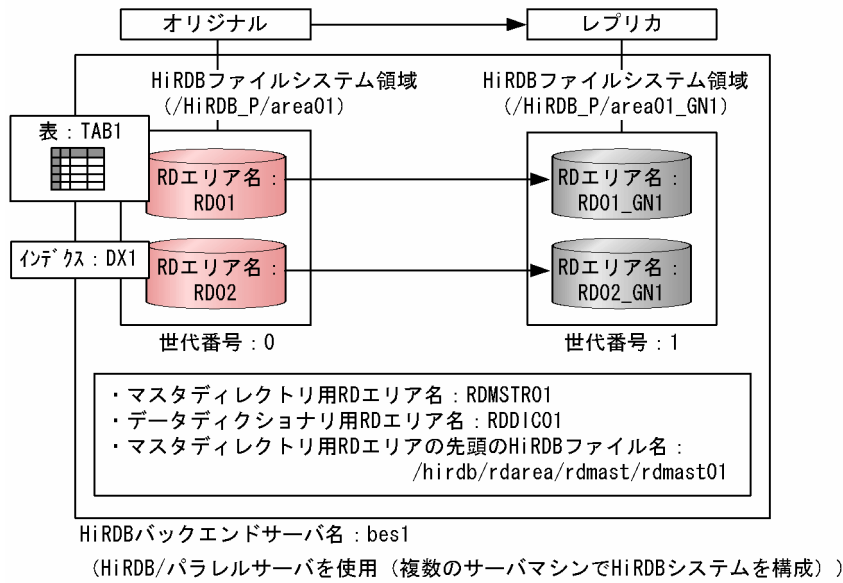 オリジナル
レプリカ
HiRDBファイルシステム領域
(/HiRDB_P/area01)
HiRDBファイルシステム領域
(/HiRDB_P/area01_GN1)
表：TAB1
RDエリア名：
RD01
RDエリア名：
RD01_GN1
インデクス：DX1
RDエリア名：
RD02
RDエリア名：
RD02_GN1
世代番号：0
世代番号：1
・マスタディレクトリ用RDエリア名：RDMSTR01
・データディクショナリ用RDエリア名：RDDIC01
・マスタディレクトリ用RDエリアの先頭のHiRDBファイル名：
/hirdb/rdarea/rdmast/rdmast01
HiRDBバックエンドサーバ名：bes1
（HiRDB/パラレルサーバを使用（複数のサーバマシンでHiRDBシステムを構成））